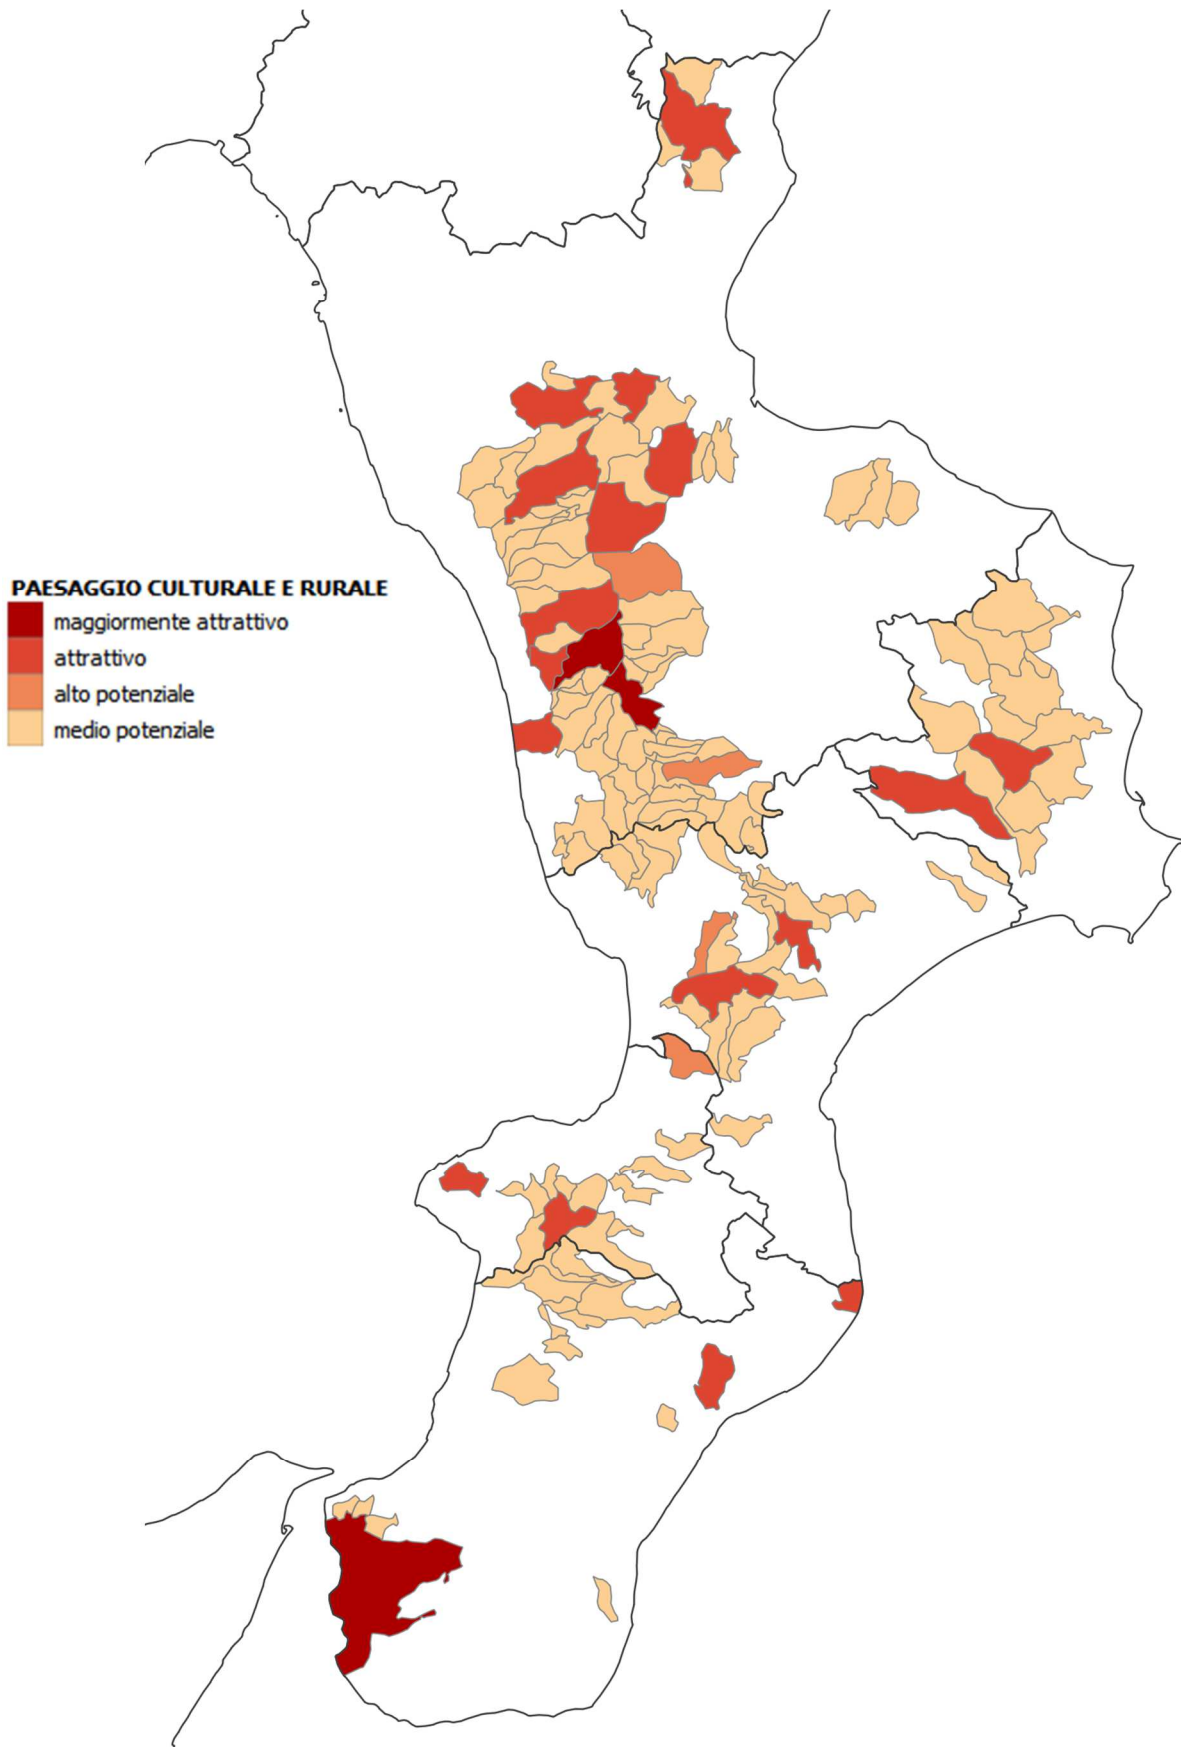 PAESAGGIO CULTURALE E RURALE
maggiormente attrattivo
attrattivo
alto potenziale
medio potenziale